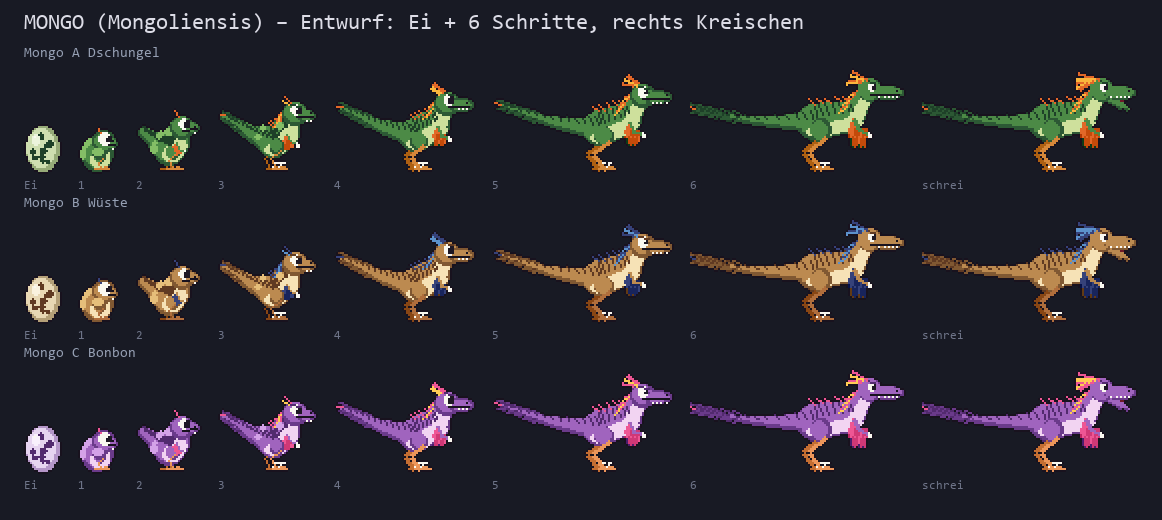 MONGO (Mongoliensis) – Entwurf: Ei + 6 Schritte, rechts Kreischen
Mongo A Dschungel
Ei 1 2 3 4 5 6 schrei
Mongo B Wüste
Ei 1 2 3 4 5 6 schrei
Mongo C Bonbon
Ei 1 2 3 4 5 6 schrei